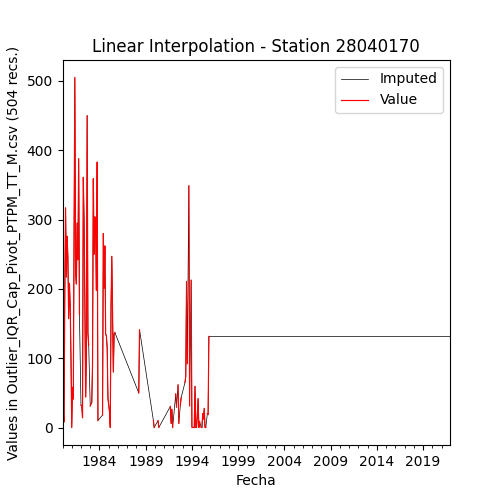 Linear Interpolation - Station 28040170
Values in Outlier_IQR_Cap_Pivot_PTPM_TT_M.csv (504 recs.)
Imputed
Value
500
400
300
200
100
0
1984 1989 1994 1999 2004 2009 2014 2019
Fecha